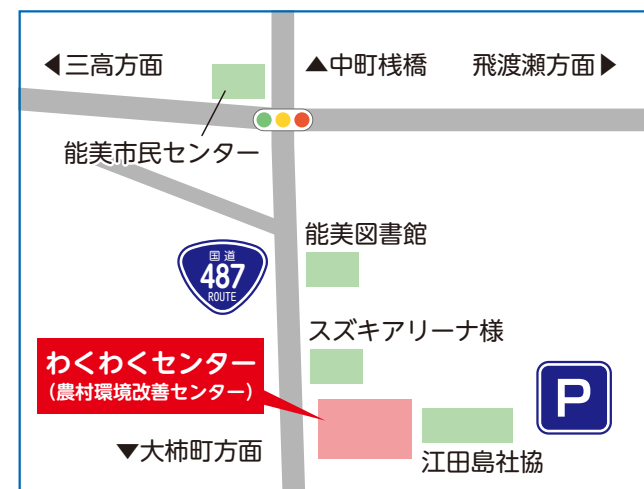 ◀三高方面
▲中町桟橋
飛渡瀬方面▶
能美市民センター
能美図書館
国道
487
ROUTE
スズキアリーナ様
わくわくセンター
（農村環境改善センター）
P
▼大柿町方面
江田島社協